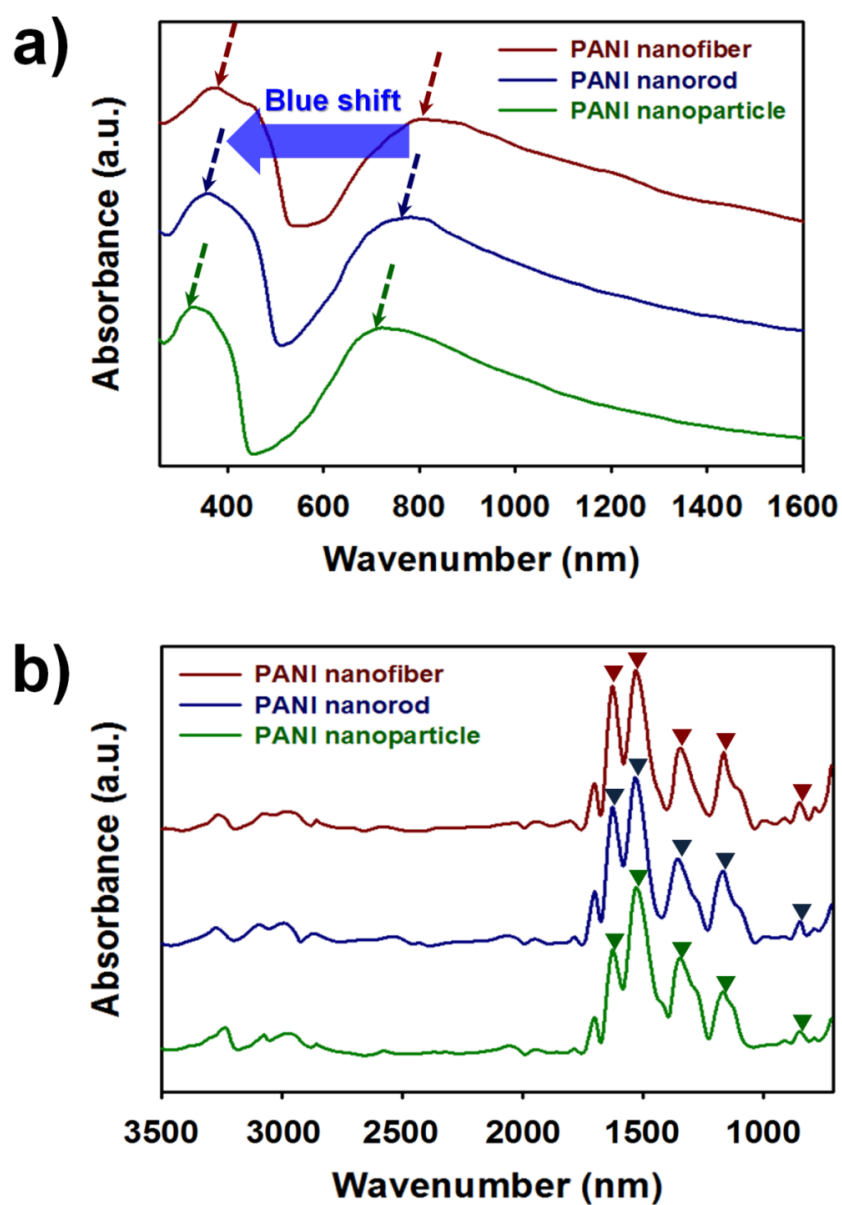 a)
PANI nanofiber
PANI nanorod
PANI nanoparticle
Blue shift
Absorbance (a.u.)
400 600 800 1000 1200 1400 1600
Wavenumber (nm)
b)
PANI nanofiber
PANI nanorod
PANI nanoparticle
Absorbance (a.u.)
3500 3000 2500 2000 1500 1000
Wavenumber (nm)